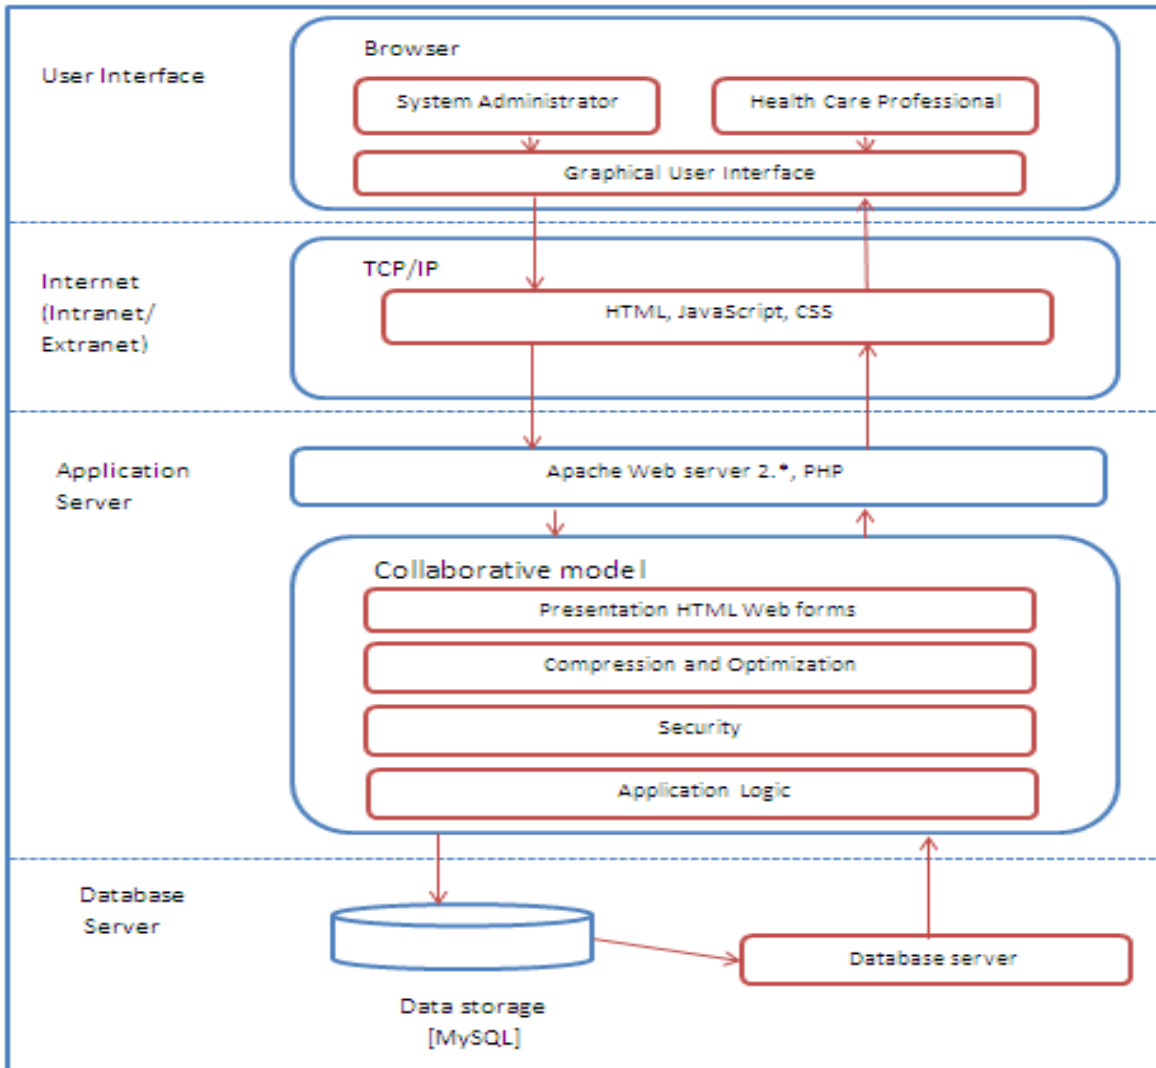 User Interface
Browser
System Administrator
Health Care Professional
Graphical User Interface
Internet
(Intranet/
Extranet)
TCP/IP
HTML, JavaScript, CSS
Application
Server
Apache Web server 2.*, PHP
Collaborative model
Presentation HTML Web forms
Compression and Optimization
Security
Application Logic
Database
Server
Database server
Data storage
[MySQL]